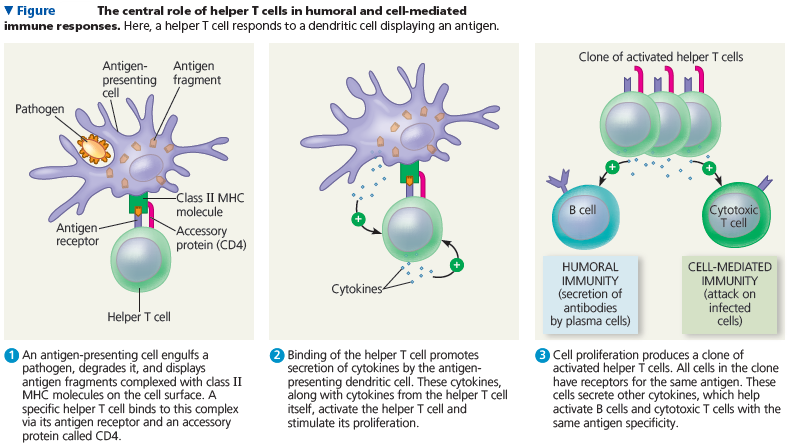 ▼ Figure The central role of helper T cells in humoral and cell-mediated
immune responses. Here, a helper T cell responds to a dendritic cell displaying an antigen.
Antigen-
presenting
cell
Antigen
fragment
Pathogen
Class II MHC
molecule
Antigen
receptor
Accessory
protein (CD4)
Helper T cell
1 An antigen-presenting cell engulfs a
pathogen, degrades it, and displays
antigen fragments complexed with class II
MHC molecules on the cell surface. A
specific helper T cell binds to this complex
via its antigen receptor and an accessory
protein called CD4.
+
+
Cytokines
2 Binding of the helper T cell promotes
secretion of cytokines by the antigen-
presenting dendritic cell. These cytokines,
along with cytokines from the helper T cell
itself, activate the helper T cell and
stimulate its proliferation.
Clone of activated helper T cells
+
+
B cell
Cytotoxic
T cell
HUMORAL
IMMUNITY
(secretion of
antibodies
by plasma cells)
CELL-MEDIATED
IMMUNITY
(attack on
infected
cells)
3 Cell proliferation produces a clone of
activated helper T cells. All cells in the clone
have receptors for the same antigen. These
cells secrete other cytokines, which help
activate B cells and cytotoxic T cells with the
same antigen specificity.